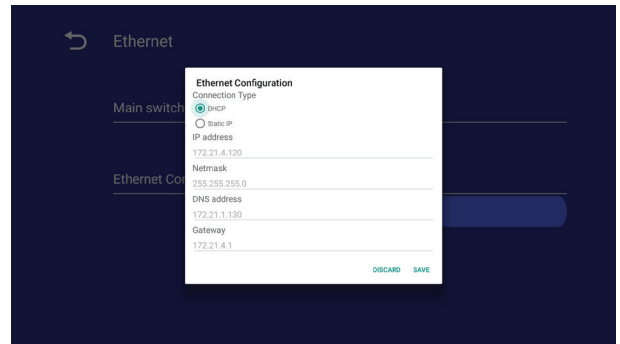 Ethernet
Main switch
Ethernet
Ethernet Configuration
Connection Type
DHCP
Static IP
IP address
172.21.4.120
Netmask
255.255.255.0
DNS address
172.21.1.130
Gateway
172.21.4.1
DISCARD SAVE